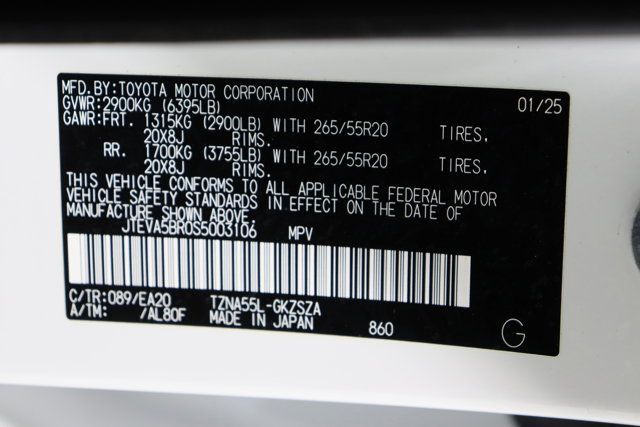 MFD.BY:TOYOTA MOTOR CORPORATION 01/25
GVWR:2900KG (6395LB)
GAWR:FRT. 1315KG (2900LB) WITH 265/55R20 TIRES.
20X8J RIMS.
RR. 1700KG (3755LB) WITH 265/55R20 TIRES.
20X8J RIMS.
THIS VEHICLE CONFORMS TO ALL APPLICABLE FEDERAL MOTOR
VEHICLE SAFETY STANDARDS IN EFFECT ON THE DATE OF
MANUFACTURE SHOWN ABOVE.
JTEVA5BR0S5003106 MPV
C/TR:089/EA20 TZNA55L-GKZSZA
A/TM: /AL80F MADE IN JAPAN 860 G